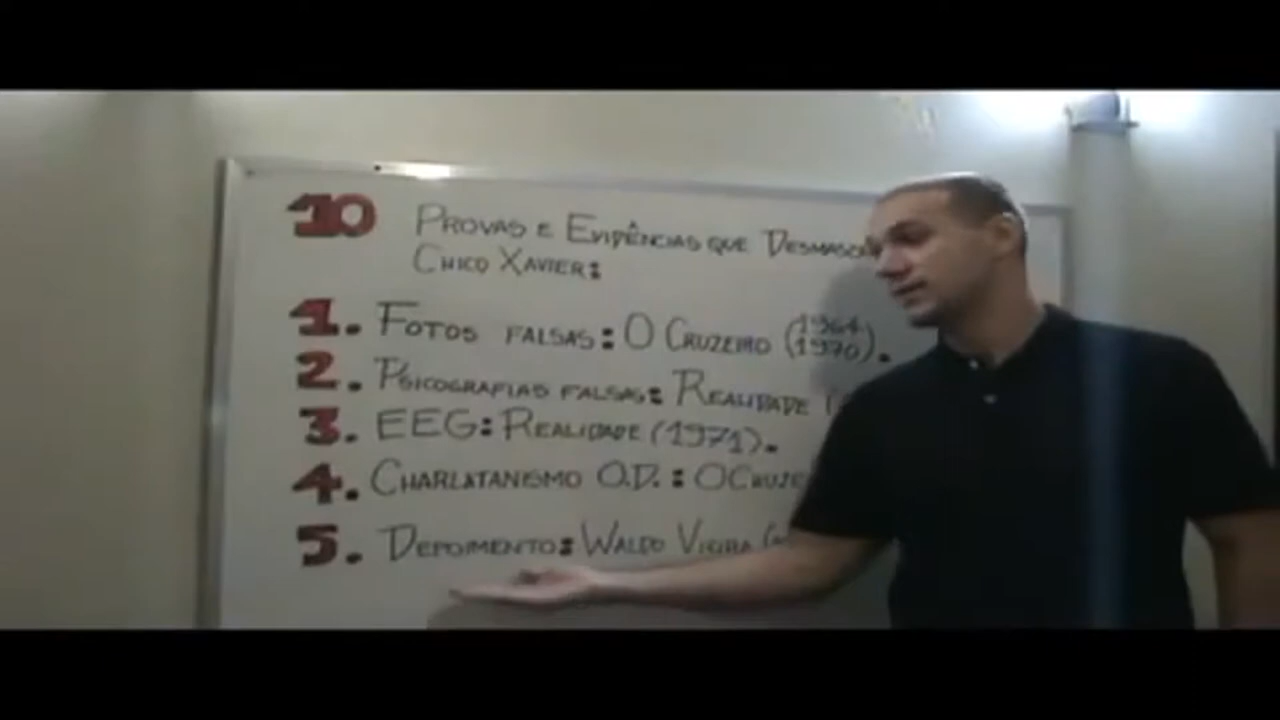 10 PROVAS E EVIDÊNCIAS QUE DESMASC
CHICO XAVIER:
1. FOTOS FALSAS: O CRUZEIRO (1964 1970).
2. PSICOGRAFIAS FALSAS: REALIDADE (
3. EEG: REALIDADE (1971).
4. CHARLATANISMO O.D.: O CRUZE
5. DEPOIMENTO: WALDO VIEIRA (